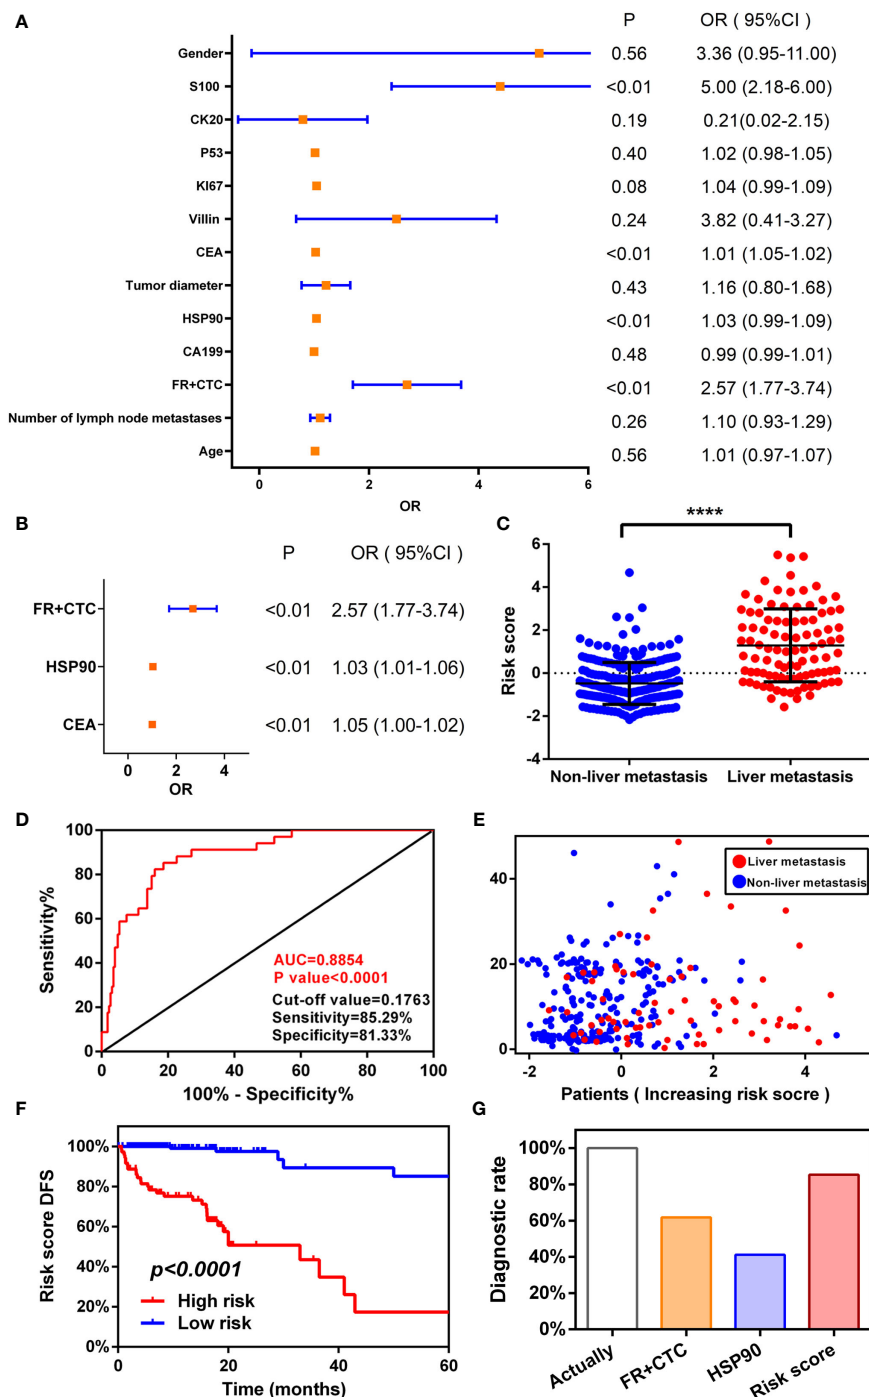 A
P OR ( 95%CI )
Gender 0.56 3.36 (0.95-11.00)
S100 <0.01 5.00 (2.18-6.00)
CK20 0.19 0.21(0.02-2.15)
P53 0.40 1.02 (0.98-1.05)
KI67 0.08 1.04 (0.99-1.09)
Villin 0.24 3.82 (0.41-3.27)
CEA <0.01 1.01 (1.05-1.02)
Tumor diameter 0.43 1.16 (0.80-1.68)
HSP90 <0.01 1.03 (0.99-1.09)
CA199 0.48 0.99 (0.99-1.01)
FR+CTC <0.01 2.57 (1.77-3.74)
Number of lymph node metastases 0.26 1.10 (0.93-1.29)
Age 0.56 1.01 (0.97-1.07)
0 2 4 6
OR
B
P OR ( 95%CI )
FR+CTC <0.01 2.57 (1.77-3.74)
HSP90 <0.01 1.03 (1.01-1.06)
CEA <0.01 1.05 (1.00-1.02)
0 2 4
OR
C
****
Risk score
6
4
2
0
-2
-4
Non-liver metastasis Liver metastasis
D
Sensitivity%
100
80
60
40
20
0
AUC=0.8854
P value<0.0001
Cut-off value=0.1763
Sensitivity=85.29%
Specificity=81.33%
0 20 40 60 80 100
100% - Specificity%
E
40
20
0
Liver metastasis
Non-liver metastasis
-2 0 2 4
Patients ( Increasing risk socre )
F
Risk score DFS
100%
80%
60%
40%
20%
0%
p<0.0001
High risk
Low risk
0 20 40 60
Time (months)
G
Diagnostic rate
100%
80%
60%
40%
20%
0%
Actually FR+CTC HSP90 Risk score